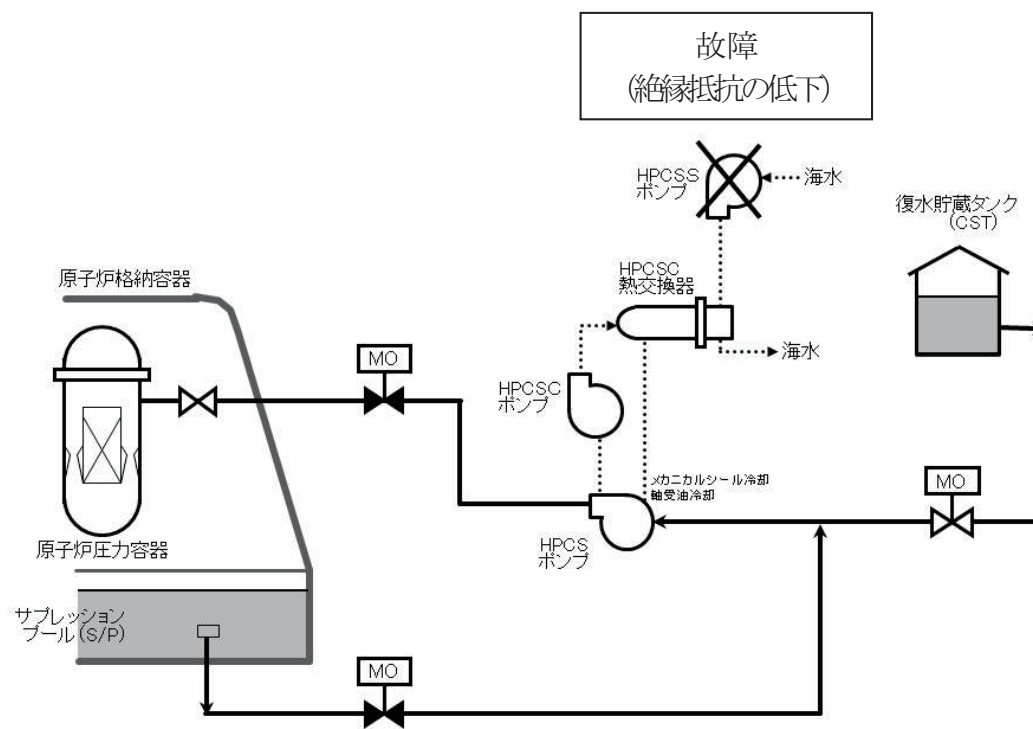 故障
(絶縁抵抗の低下)
HPCSS
ポンプ
海水
復水貯蔵タンク
(CST)
HPCSC
熱交換器
原子炉格納容器
MO
海水
HPCSC
ポンプ
メカニカルシール冷却
軸受油冷却
MO
原子炉圧力容器
HPCS
ポンプ
サプレッション
プール(S/P)
MO